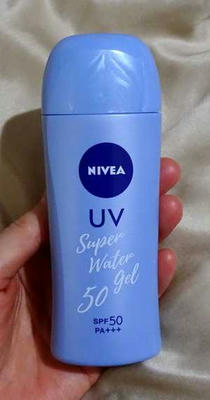 NIVEA
UV
Super
Water
50 Gel
SPF50
PA+++